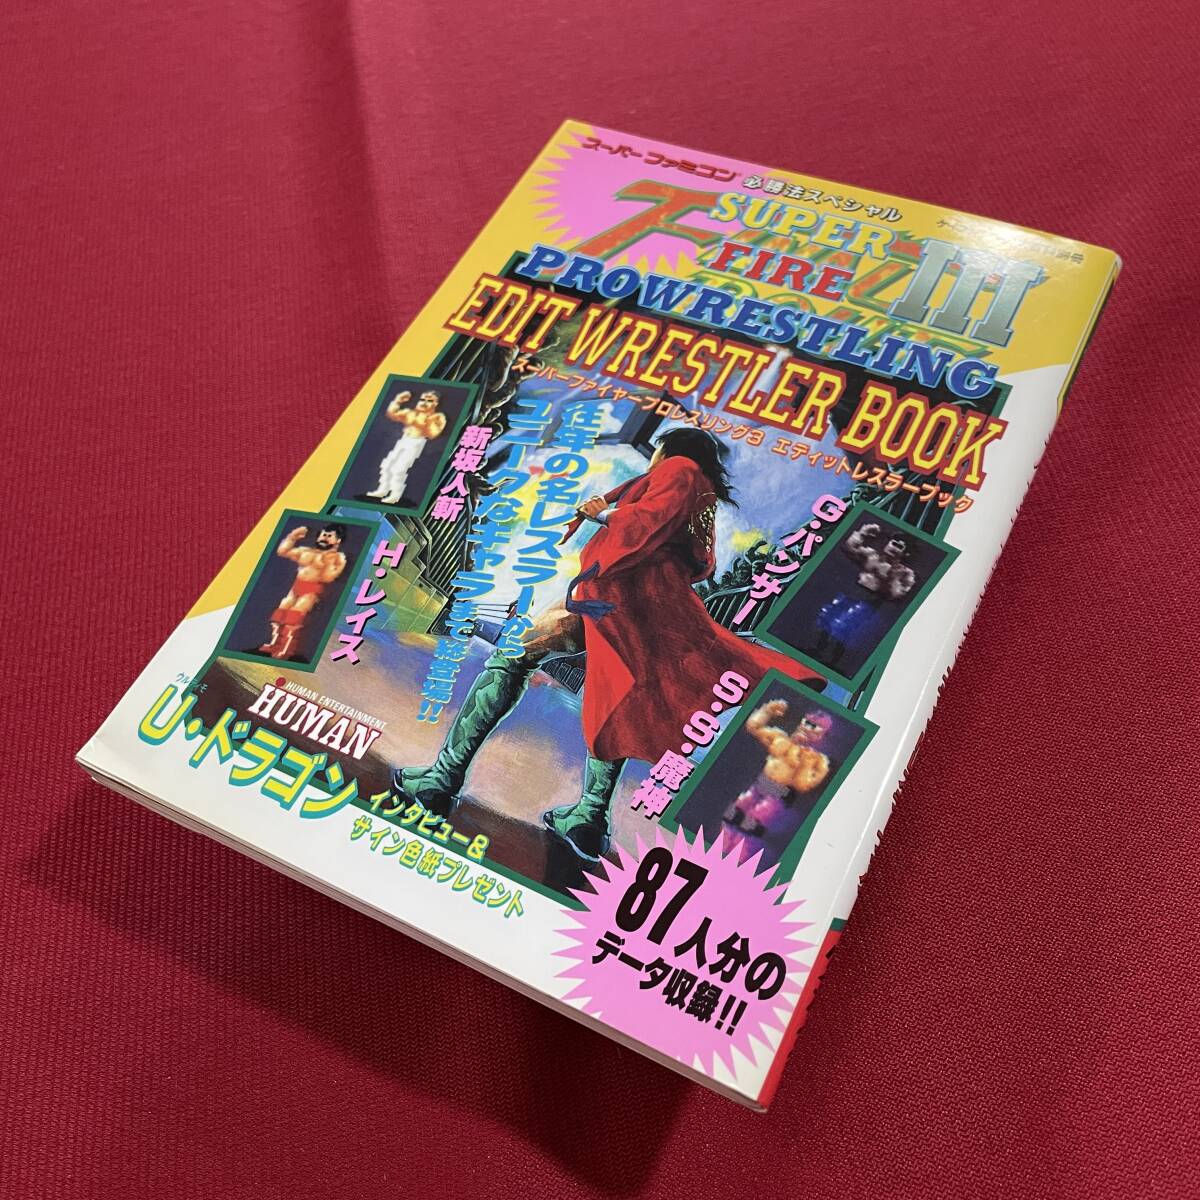 スーパーファミコン 必勝法スペシャル
SUPER
FIRE
III
PROWRESTLING
EDIT WRESTLER BOOK
スーパーファイヤープロレスリング3 エディットレスラーブック
往年の名レスラーから
ユニークなキャラまで総登場!!
新坂人斬
H・レイス
G・パンサー
S・S・魔神
HUMAN ENTERTAINMENT
HUMAN
U・ドラゴン
インタビュー&
サイン色紙プレゼント
87人分の
データ収録!!